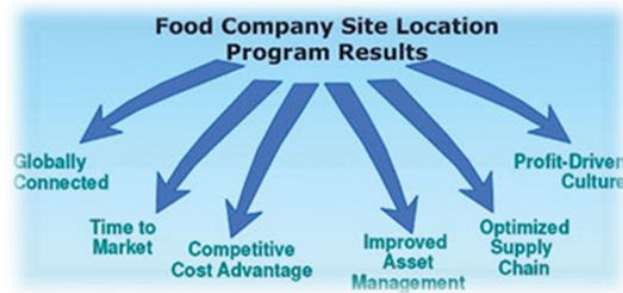 Food Company Site Location
Program Results
Globally
Connected
Time to
Market
Competitive
Cost Advantage
Improved
Asset
Management
Optimized
Supply
Chain
Profit-Driven
Culture